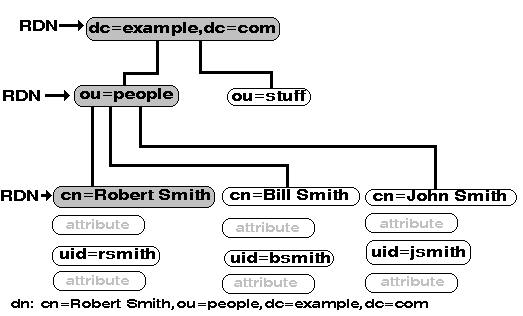 RDN dc=example,dc=com
RDN ou=people ou=stuff
RDN cn=Robert Smith cn=Bill Smith cn=John Smith
attribute attribute attribute
uid=rsmith uid=bsmith uid=jsmith
attribute attribute attribute
dn: cn=Robert Smith,ou=people,dc=example,dc=com